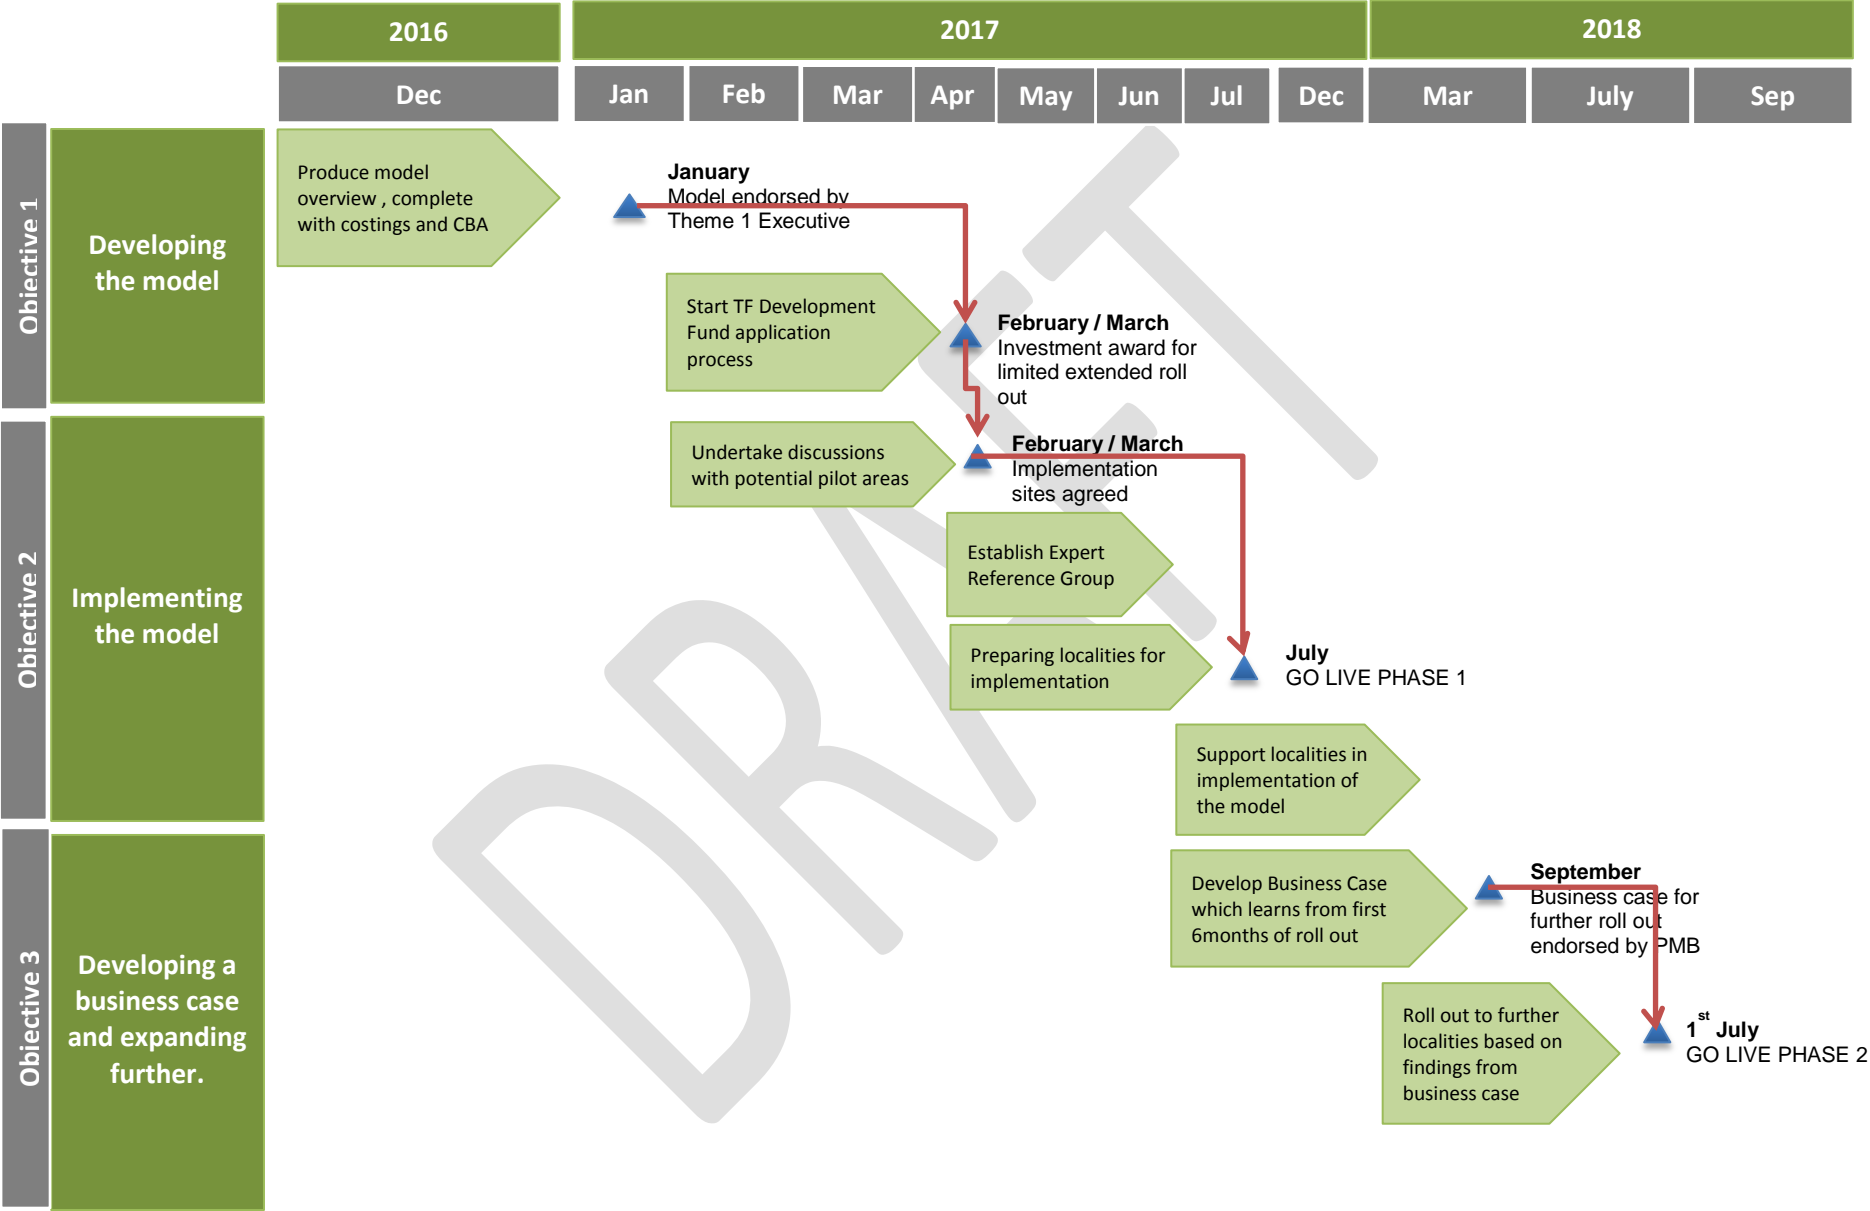 2016
2017
2018
Dec
Jan
Feb
Mar
Apr
May
Jun
Jul
Dec
Mar
July
Sep
Objective 1
Developing
the model
Produce model
overview , complete
with costings and CBA
January
Model endorsed by
Theme 1 Executive
Start TF Development
Fund application
process
February / March
Investment award for
limited extended roll
out
Objective 2
Implementing
the model
Undertake discussions
with potential pilot areas
February / March
Implementation
sites agreed
Establish Expert
Reference Group
Preparing localities for
implementation
July
GO LIVE PHASE 1
Support localities in
implementation of
the model
Objective 3
Developing a
business case
and expanding
further.
Develop Business Case
which learns from first
6months of roll out
September
Business case for
further roll out
endorsed by PMB
Roll out to further
localities based on
findings from
business case
1st July
GO LIVE PHASE 2
DRAFT